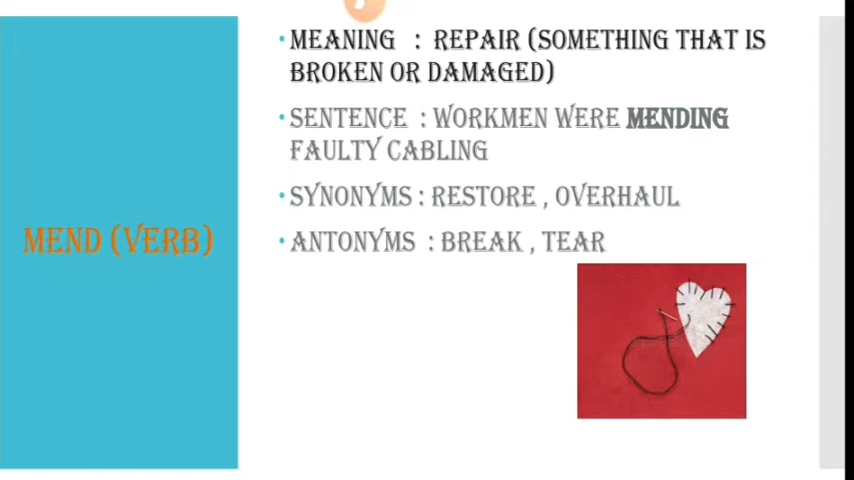 • MEANING : REPAIR (SOMETHING THAT IS
BROKEN OR DAMAGED)
• SENTENCE : WORKMEN WERE MENDING
FAULTY CABLING
• SYNONYMS : RESTORE , OVERHAUL
MEND (VERB)
• ANTONYMS : BREAK , TEAR